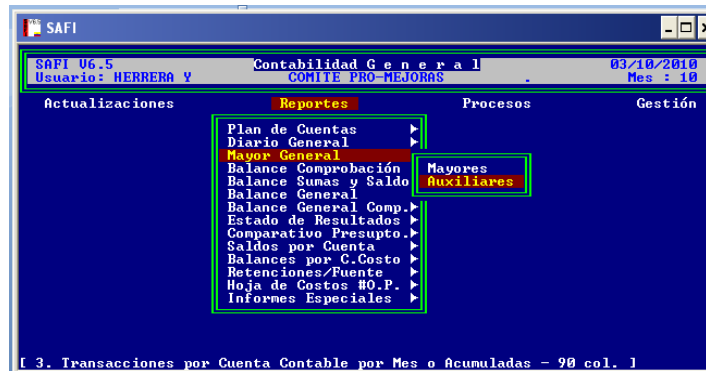 SAFI
SAFI V6.5 Contabilidad G e n e r a l 03/10/2010
Usuario: HERRERA Y COMITE PRO-MEJORAS . Mes : 10
Actualizaciones Reportes Procesos Gestión
Plan de Cuentas
Diario General
Mayor General
Balance Comprobación
Balance Sumas y Saldo
Balance General
Balance General Comp.
Estado de Resultados
Comparativo Presupto.
Saldos por Cuenta
Balances por C.Costo
Retenciones/Fuente
Hoja de Costos #O.P.
Informes Especiales
Mayores
Auxiliares
[ 3. Transacciones por Cuenta Contable por Mes o Acumuladas - 90 col. ]